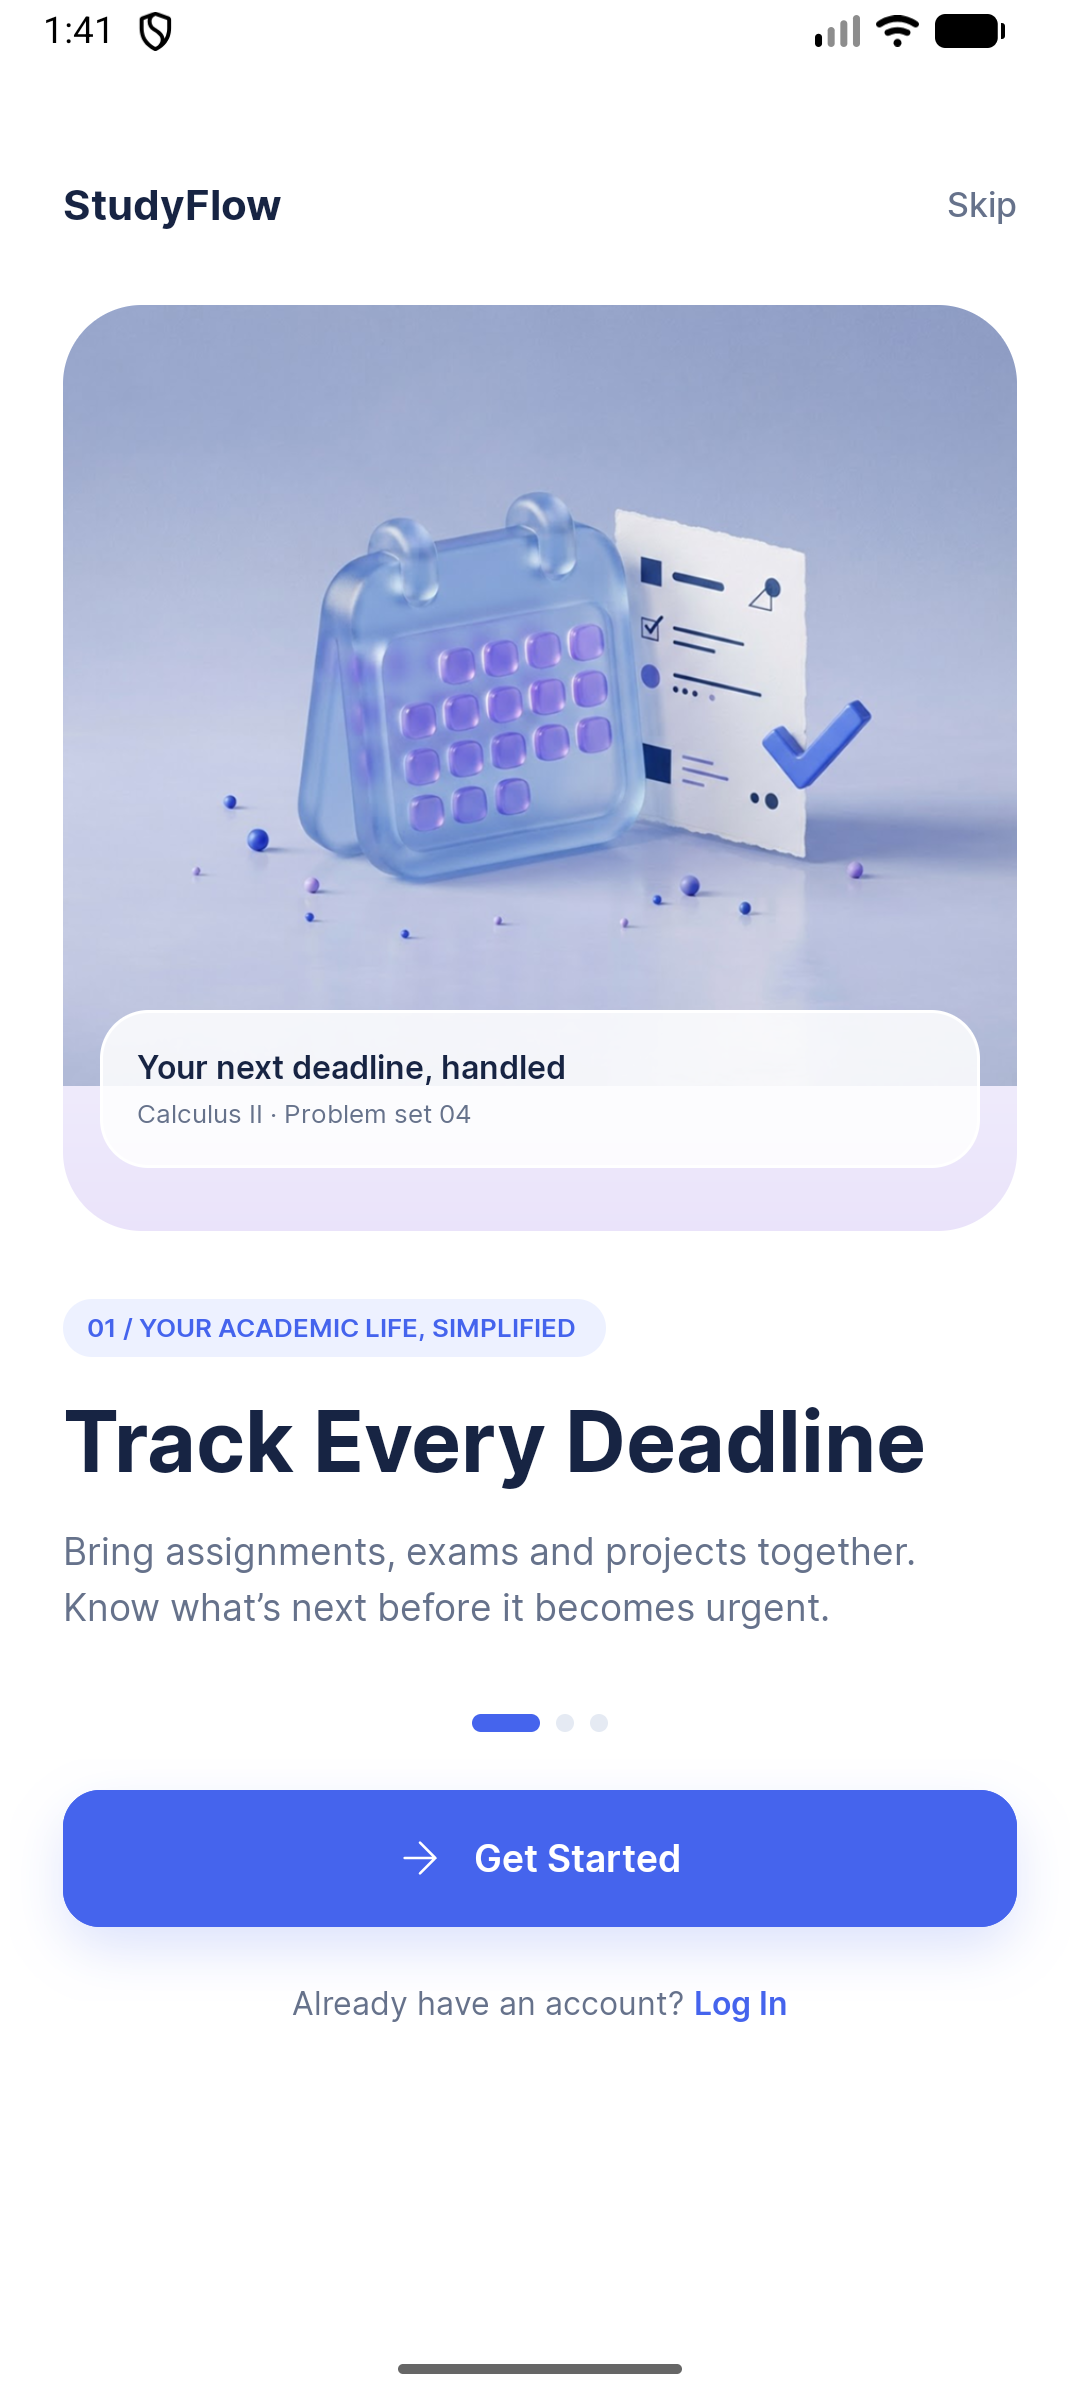 1:41
StudyFlow
Skip
Your next deadline, handled
Calculus II · Problem set 04
01 / YOUR ACADEMIC LIFE, SIMPLIFIED
Track Every Deadline
Bring assignments, exams and projects together.
Know what’s next before it becomes urgent.
Get Started
Already have an account? Log In